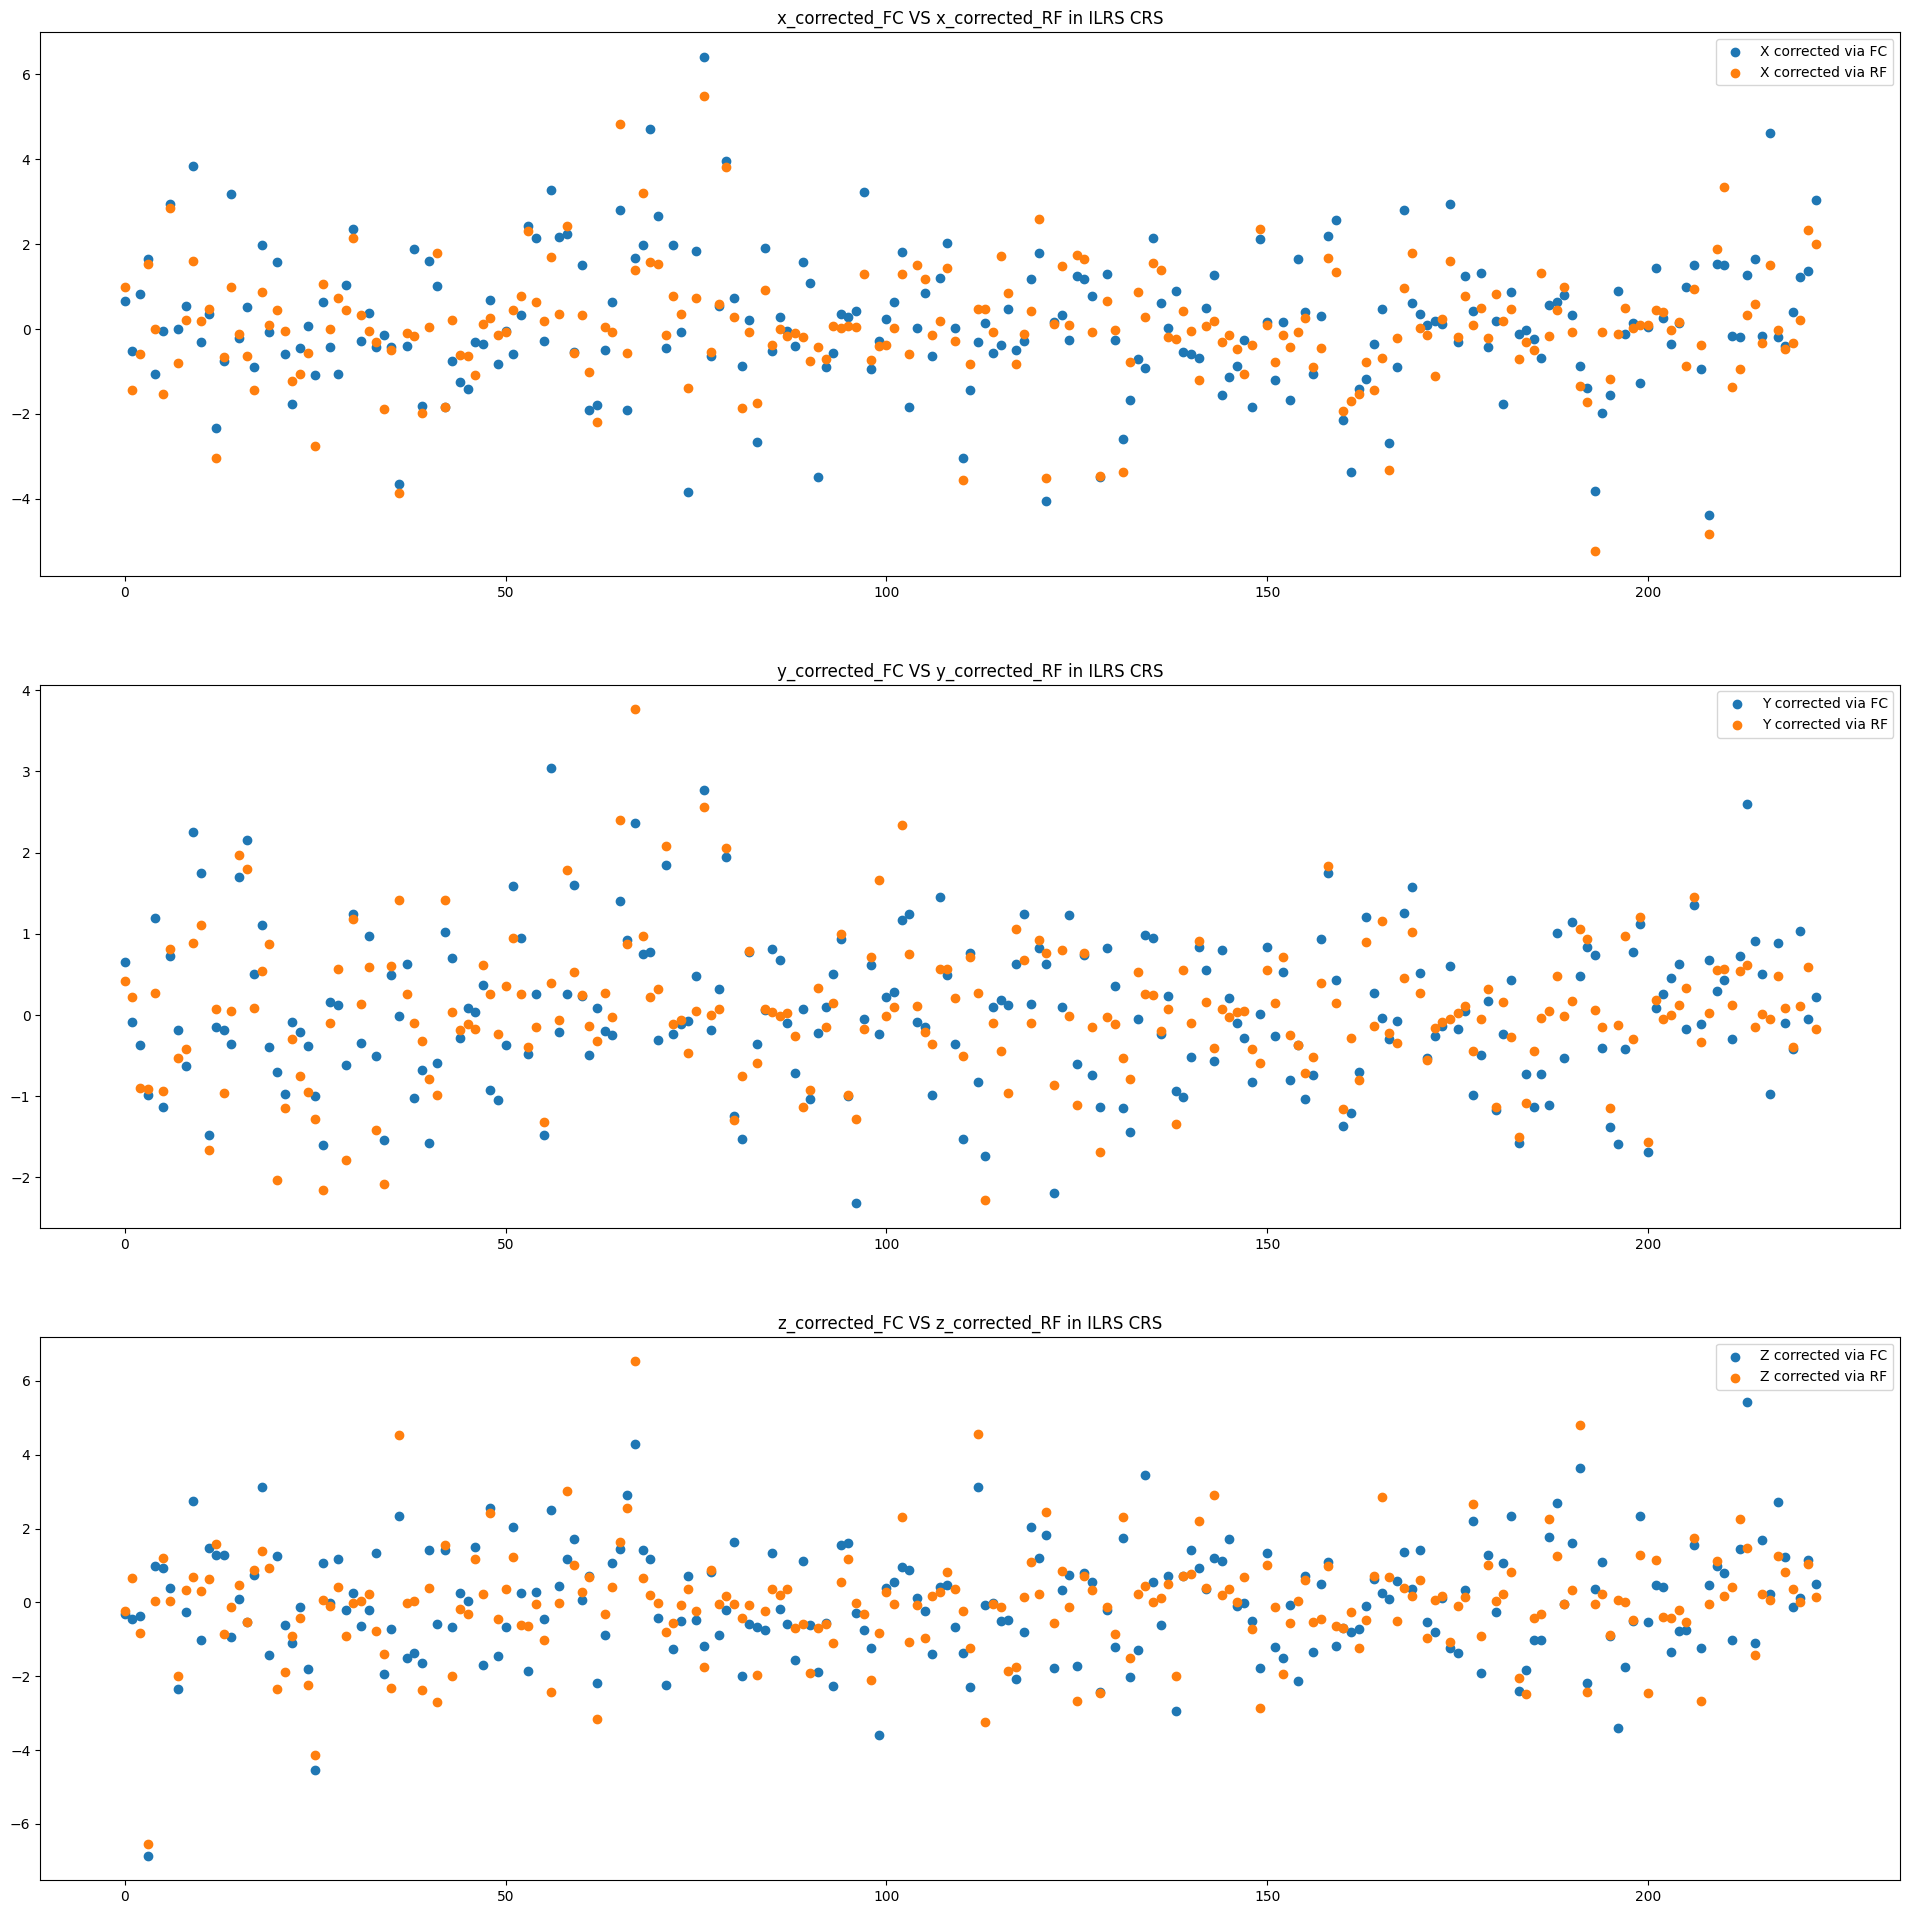 x_corrected_FC VS x_corrected_RF in ILRS CRS
X corrected via FC
X corrected via RF
6
4
2
0
−2
−4
0 50 100 150 200
y_corrected_FC VS y_corrected_RF in ILRS CRS
Y corrected via FC
Y corrected via RF
4
3
2
1
0
−1
−2
0 50 100 150 200
z_corrected_FC VS z_corrected_RF in ILRS CRS
Z corrected via FC
Z corrected via RF
6
4
2
0
−2
−4
−6
0 50 100 150 200